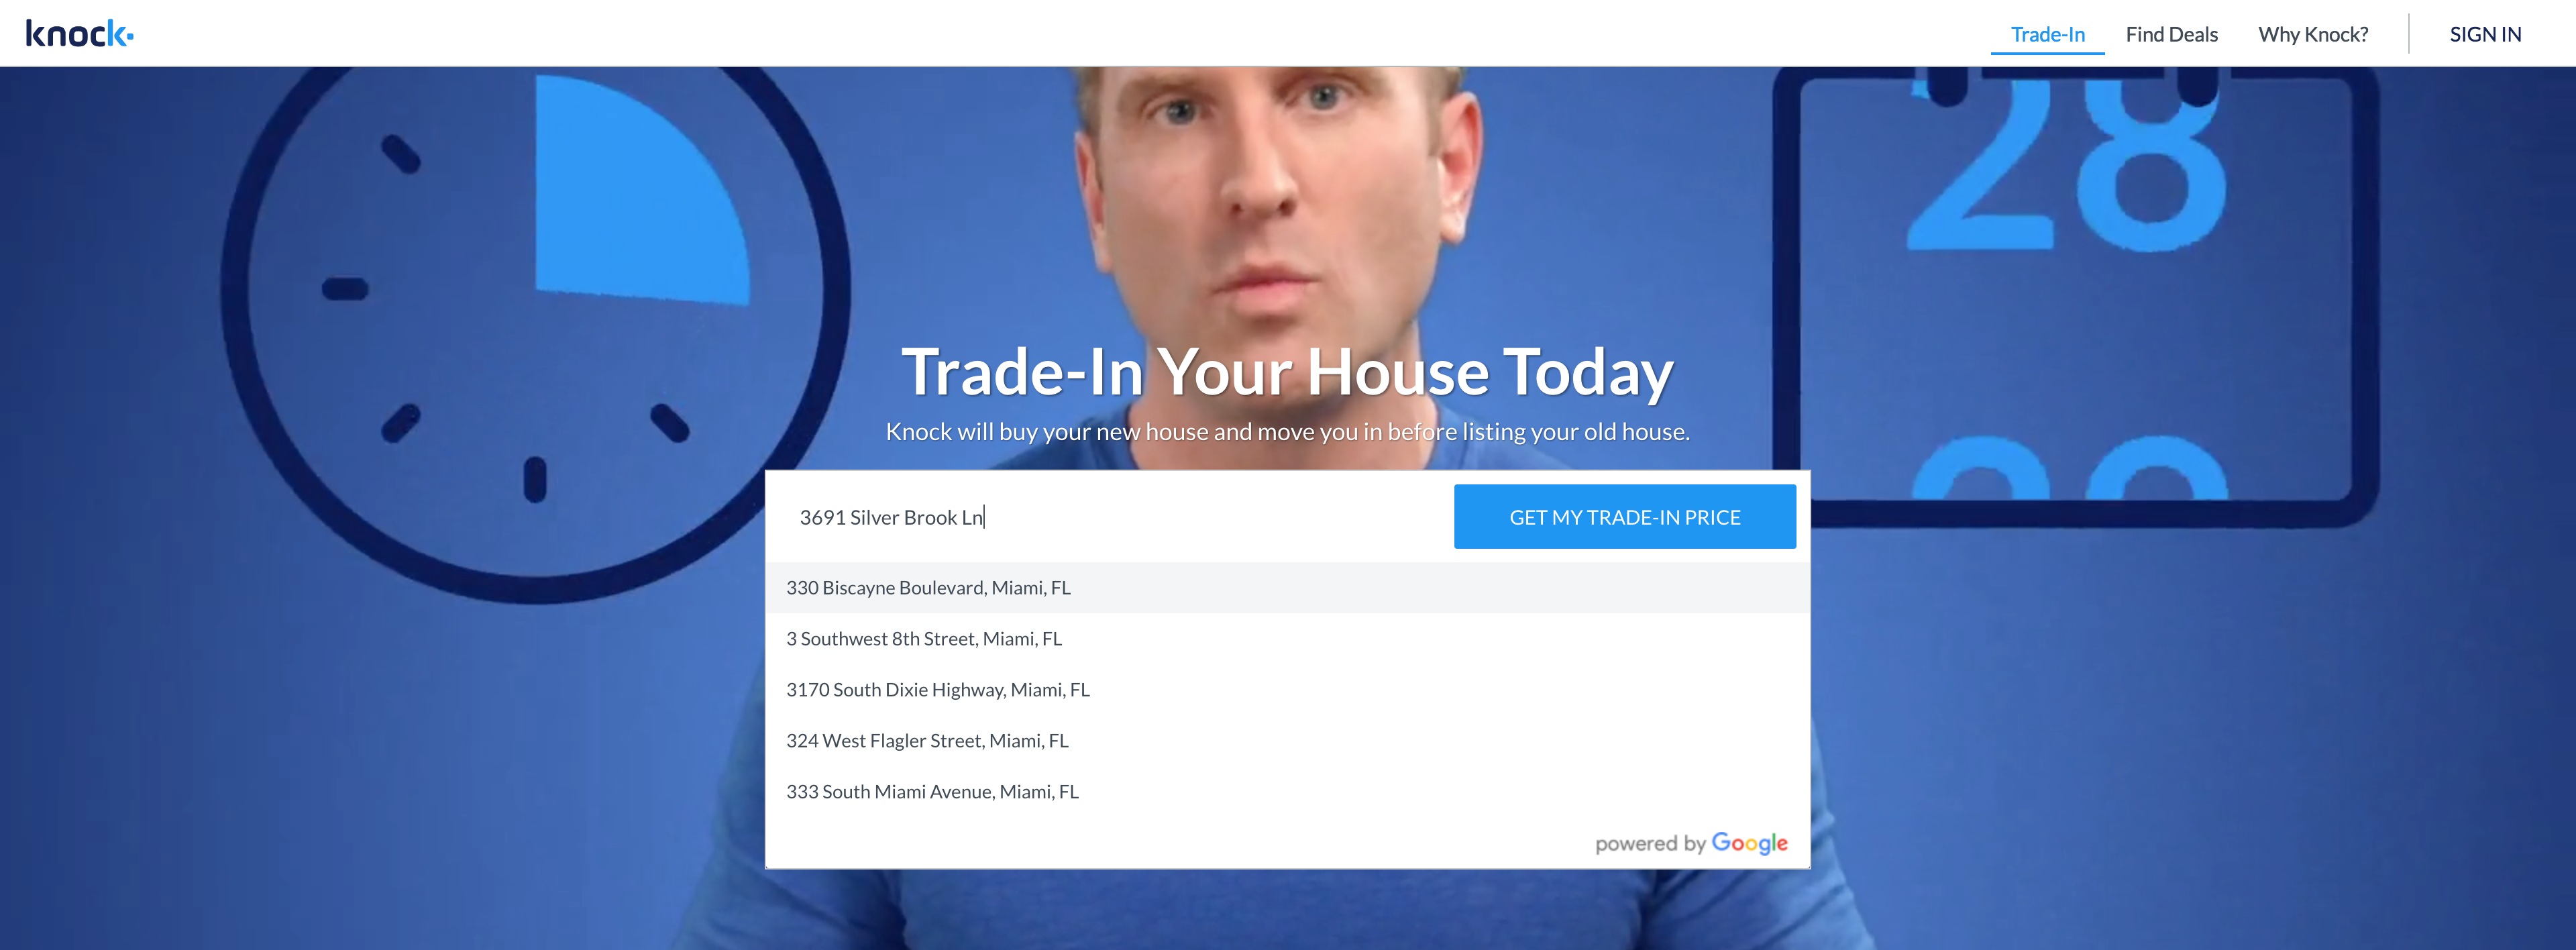 knock
Trade-In
Find Deals
Why Knock?
SIGN IN
28
Trade-In Your House Today
Knock will buy your new house and move you in before listing your old house.
3691 Silver Brook Ln
GET MY TRADE-IN PRICE
330 Biscayne Boulevard, Miami, FL
3 Southwest 8th Street, Miami, FL
3170 South Dixie Highway, Miami, FL
324 West Flagler Street, Miami, FL
333 South Miami Avenue, Miami, FL
powered by Google